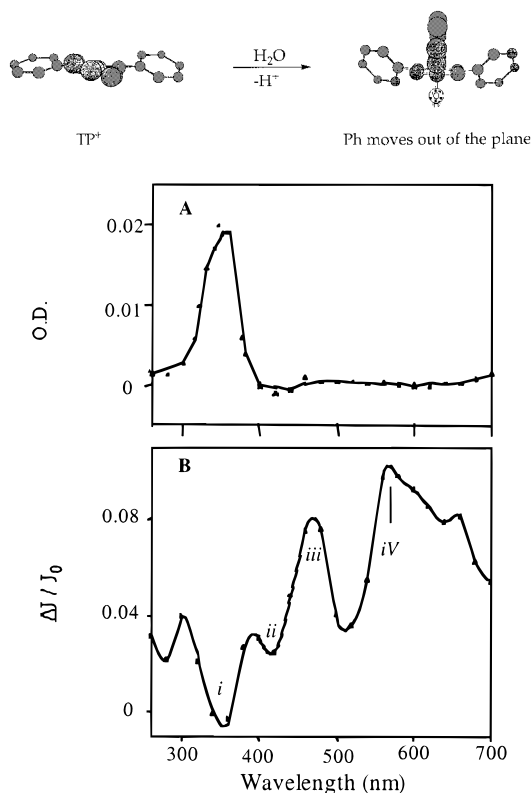 H₂O
-H⁺
TP⁺
Ph moves out of the plane
A
0.02
0.01
0
O.D.
B
0.08
0.04
0
ΔJ / J₀
i
ii
iii
iV
300 400 500 600 700
Wavelength (nm)